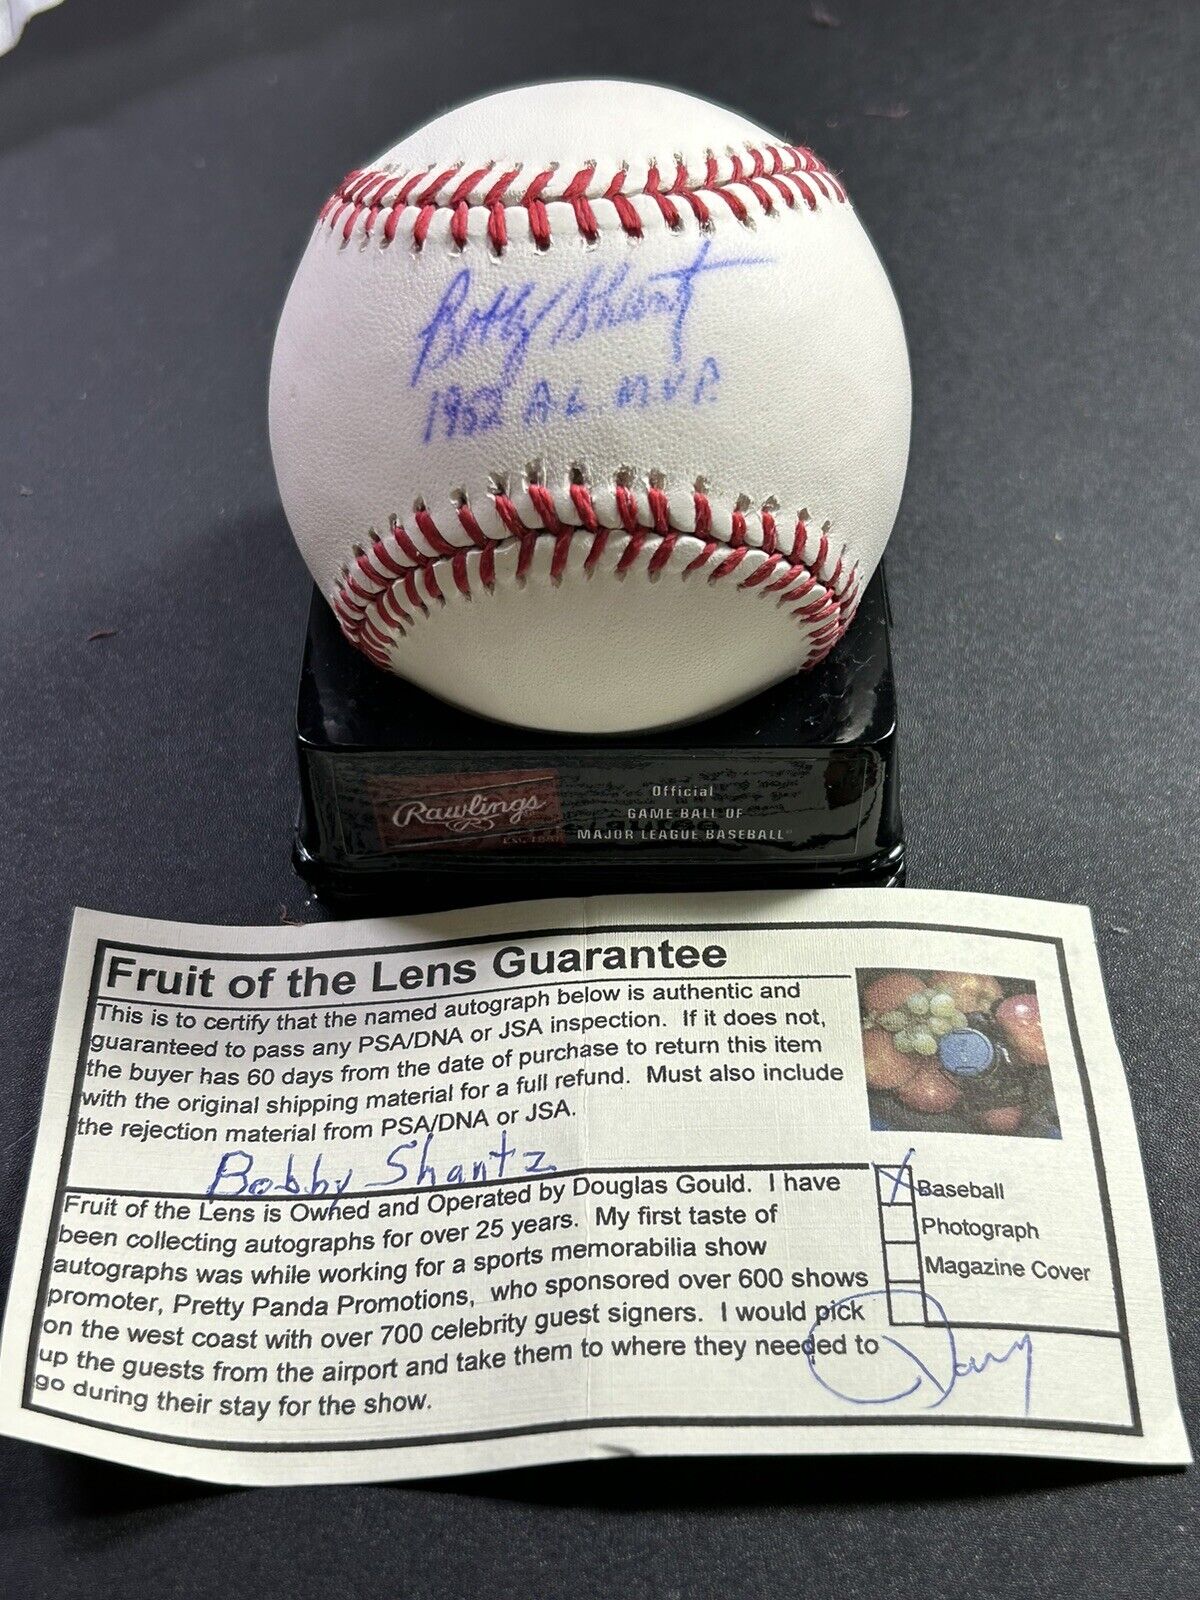 Bobby Shantz
1952 A.L. M.V.P.
Rawlings
Official
GAME BALL OF
MAJOR LEAGUE BASEBALL
Fruit of the Lens Guarantee
This is to certify that the named autograph below is authentic and
guaranteed to pass any PSA/DNA or JSA inspection. If it does not,
the buyer has 60 days from the date of purchase to return this item
with the original shipping material for a full refund. Must also include
the rejection material from PSA/DNA or JSA.
Bobby Shantz
Fruit of the Lens is Owned and Operated by Douglas Gould. I have
been collecting autographs for over 25 years. My first taste of
autographs was while working for a sports memorabilia show
promoter, Pretty Panda Promotions, who sponsored over 600 shows
on the west coast with over 700 celebrity guest signers. I would pick
up the guests from the airport and take them to where they needed to
go during their stay for the show.
X Baseball
Photograph
Magazine Cover